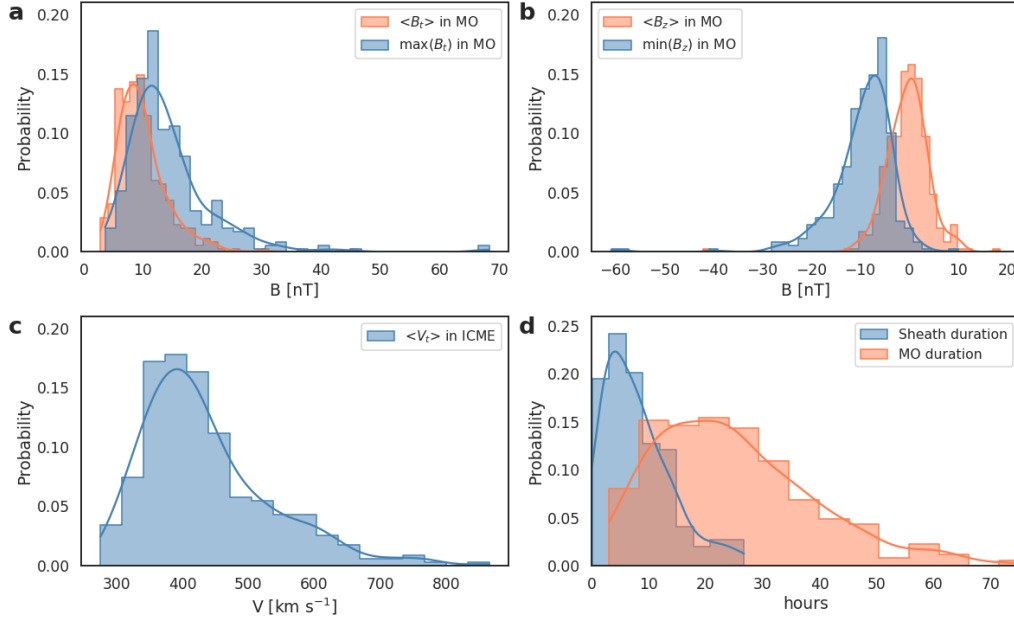 a
0.20
0.15
0.10
0.05
0.00
Probability
<B_t> in MO
max(B_t) in MO
0 10 20 30 40 50 60 70
B [nT]
b
0.20
0.15
0.10
0.05
0.00
Probability
<B_z> in MO
min(B_z) in MO
−60 −50 −40 −30 −20 −10 0 10 20
B [nT]
c
0.20
0.15
0.10
0.05
0.00
Probability
<V_t> in ICME
300 400 500 600 700 800
V [km s⁻¹]
d
0.25
0.20
0.15
0.10
0.05
0.00
Probability
Sheath duration
MO duration
0 10 20 30 40 50 60 70
hours